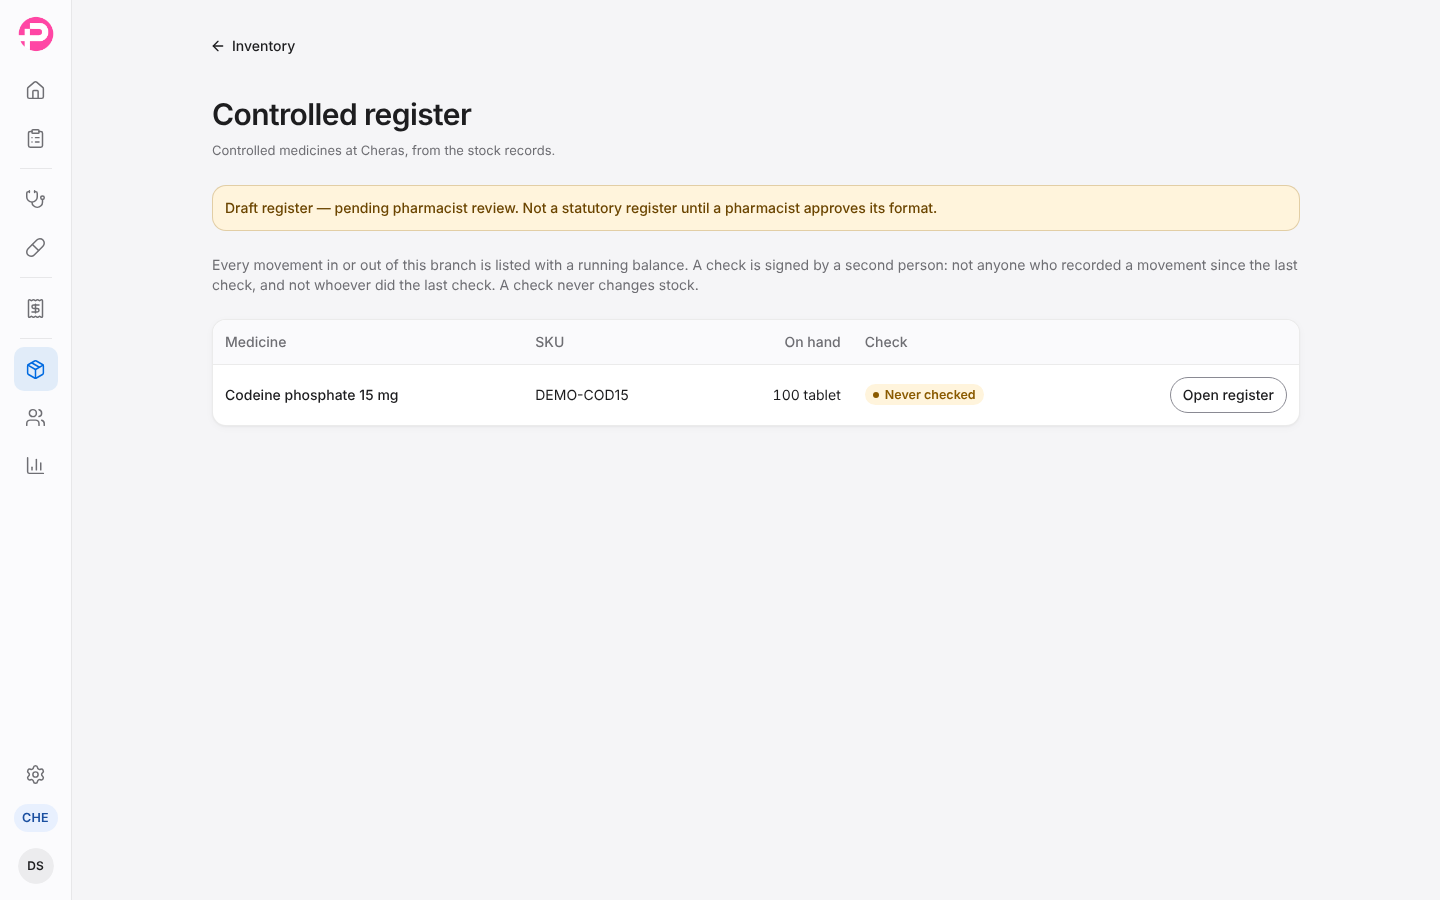 Inventory
Controlled register
Controlled medicines at Cheras, from the stock records.
Draft register — pending pharmacist review. Not a statutory register until a pharmacist approves its format.
Every movement in or out of this branch is listed with a running balance. A check is signed by a second person: not anyone who recorded a movement since the last
check, and not whoever did the last check. A check never changes stock.
Medicine SKU On hand Check
Codeine phosphate 15 mg DEMO-COD15 100 tablet Never checked Open register
CHE
DS